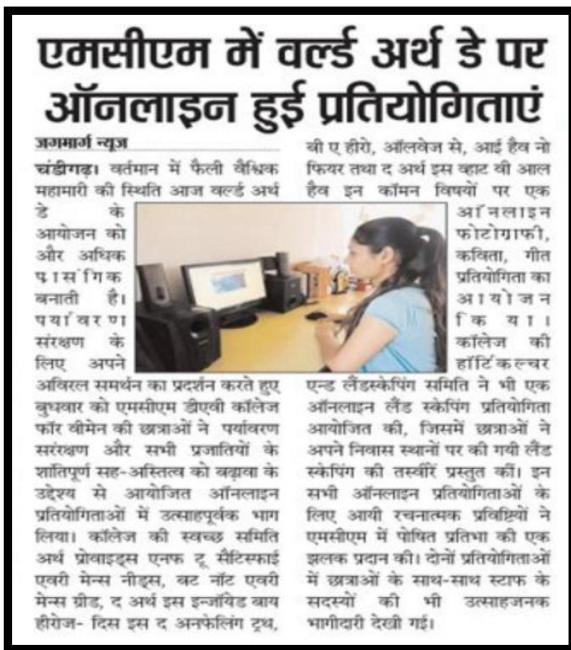 एमसीएम में वर्ल्ड अर्थ डे पर
ऑनलाइन हुई प्रतियोगिताएं
जगमार्ग न्यूज
चंडीगढ़। वर्तमान में फैली वैश्विक
महामारी की स्थिति आज वर्ल्ड अर्थ
डे के
आयोजन को
और अधिक
प्रासंगिक
बनाती है।
पर्यावरण
संरक्षण के
लिए अपने
अविरल समर्थन का प्रदर्शन करते हुए
बुधवार को एमसीएम डीएवी कॉलेज
फॉर वीमेन की छात्राओं ने पर्यावरण
सरंरक्षण और सभी प्रजातियों के
शांतिपूर्ण सह-अस्तित्व को बढ़ावा के
उद्देश्य से आयोजित ऑनलाइन
प्रतियोगिताओं में उत्साहपूर्वक भाग
लिया। कॉलेज की स्वच्छ समिति
अर्थ प्रोवाइड्स एनफ टू सैटिस्फाई
एवरी मेन्स नीड्स, बट नॉट एवरी
मेन्स ग्रीड, द अर्थ इस इन्जॉयेड बाय
हीरोज- दिस इस द अनफेलिंग ट्रुथ,
बी ए हीरो, ऑलवेज से, आई हैव नो
फियर तथा द अर्थ इस व्हाट वी आल
हैव इन कॉमन विषयों पर एक
ऑनलाइन
फोटोग्राफी,
कविता, गीत
प्रतियोगिता का
आयोजन
किया।
कॉलेज की
हॉर्टिकल्चर
एन्ड लैंडस्केपिंग समिति ने भी एक
ऑनलाइन लैंड स्केपिंग प्रतियोगिता
आयोजित की, जिसमें छात्राओं ने
अपने निवास स्थानों पर की गयी लैंड
स्केपिंग की तस्वीरें प्रस्तुत कीं। इन
सभी ऑनलाइन प्रतियोगिताओं के
लिए आयी रचनात्मक प्रविष्टियों ने
एमसीएम में पोषित प्रतिभा की एक
झलक प्रदान की। दोनों प्रतियोगिताओं
में छात्राओं के साथ-साथ स्टाफ के
सदस्यों की भी उत्साहजनक
भागीदारी देखी गई।